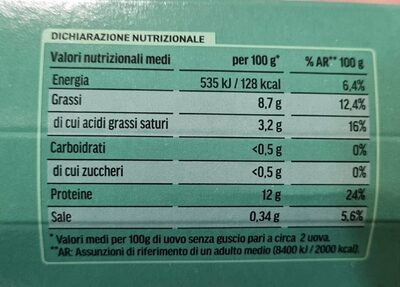 DICHIARAZIONE NUTRIZIONALE
Valori nutrizionali medi per 100g* % AR** 100 g
Energia 535 kJ / 128 kcal 6,4%
Grassi 8,7 g 12,4%
di cui acidi grassi saturi 3,2 g 16%
Carboidrati <0,5 g 0%
di cui zuccheri <0,5 g 0%
Proteine 12 g 24%
Sale 0,34 g 5,6%
* Valori medi per 100g di uovo senza guscio pari a circa 2 uova.
**AR: Assunzioni di riferimento di un adulto medio (8400 kJ / 2000 kcal).